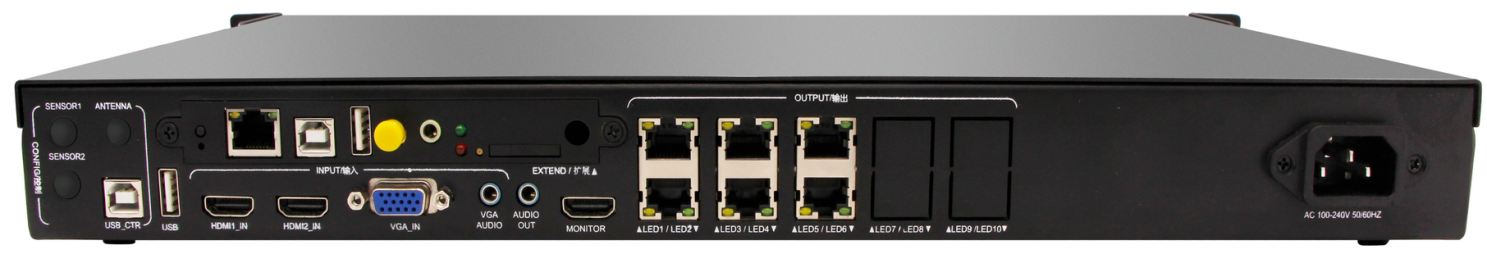 SENSOR1 ANTENNA
SENSOR2
CONFIG/控制
USB_CTR
USB
INPUT/输入
HDMI1_IN
HDMI2_IN
VGA_IN
VGA
AUDIO
AUDIO
OUT
EXTEND / 扩展▲
MONITOR
OUTPUT/输出
▲LED1 / LED2▼
▲LED3 / LED4▼
▲LED5 / LED6▼
▲LED7 / LED8▼
▲LED9 /LED10▼
AC 100-240V 50/60HZ